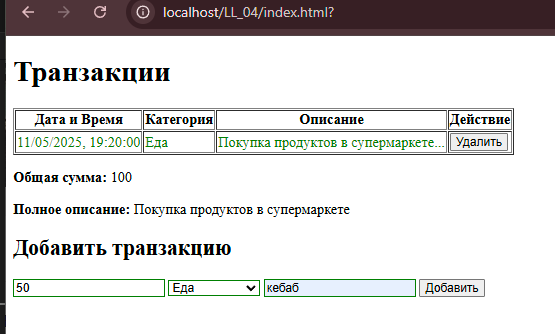 localhost/LL_04/index.html?
Транзакции
Дата и Время Категория Описание Действие
11/05/2025, 19:20:00 Еда Покупка продуктов в супермаркете... Удалить
Общая сумма: 100
Полное описание: Покупка продуктов в супермаркете
Добавить транзакцию
50 Еда кебаб Добавить